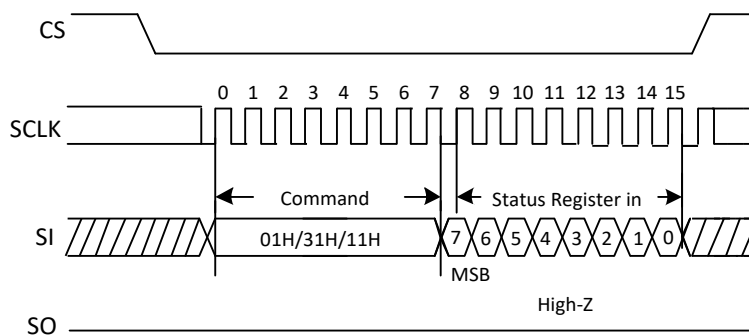 CS
0 1 2 3 4 5 6 7 8 9 10 11 12 13 14 15
SCLK
Command
Status Register in
SI
01H/31H/11H
7 6 5 4 3 2 1 0
MSB
High-Z
SO